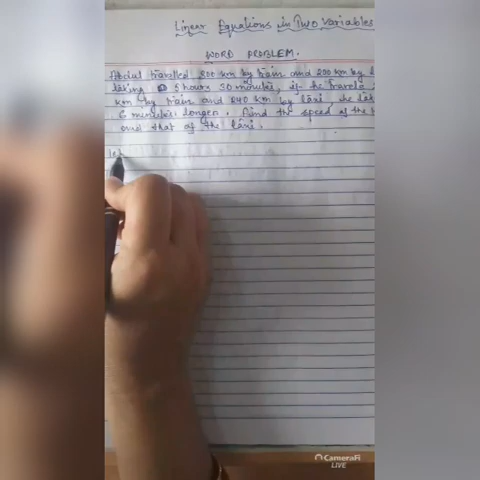 Linear Equations in Two Variables
WORD PROBLEM.
Abdul travelled 300 km by train and 200 km by
taking 5 hours 30 minutes, if he travels
km by train and 240 km by taxi, he
6 minutes longer. Find the speed of the
and that of the taxi.
let
CameraFi
LIVE